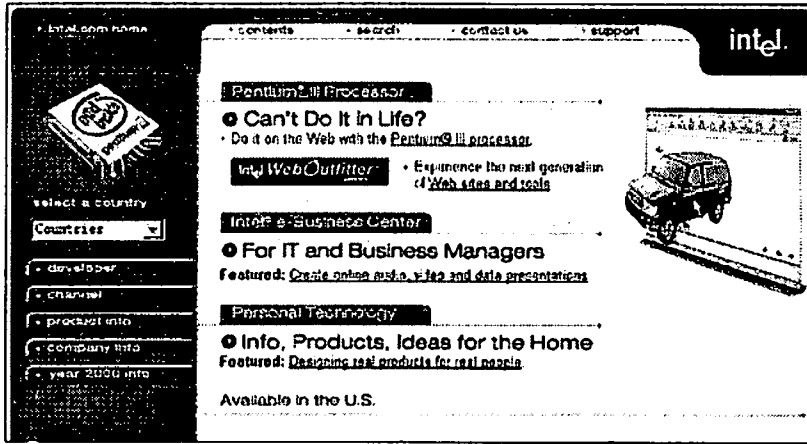 • Intel.com home
• contents • search • contact us • support
intel.
Pentium® III Processor
Can't Do It in Life?
• Do it on the Web with the Pentium® III processor.
intel WebOutfitter
• Experience the next generation
of Web sites and tools
select a country
Countries
Intel® e-Business Center
For IT and Business Managers
Featured: Create online audio, video and data presentations
• developer
• channel
• product info
• company info
• year 2000 info
Personal Technology
Info, Products, Ideas for the Home
Featured: Designing real products for real people
Available in the U.S.